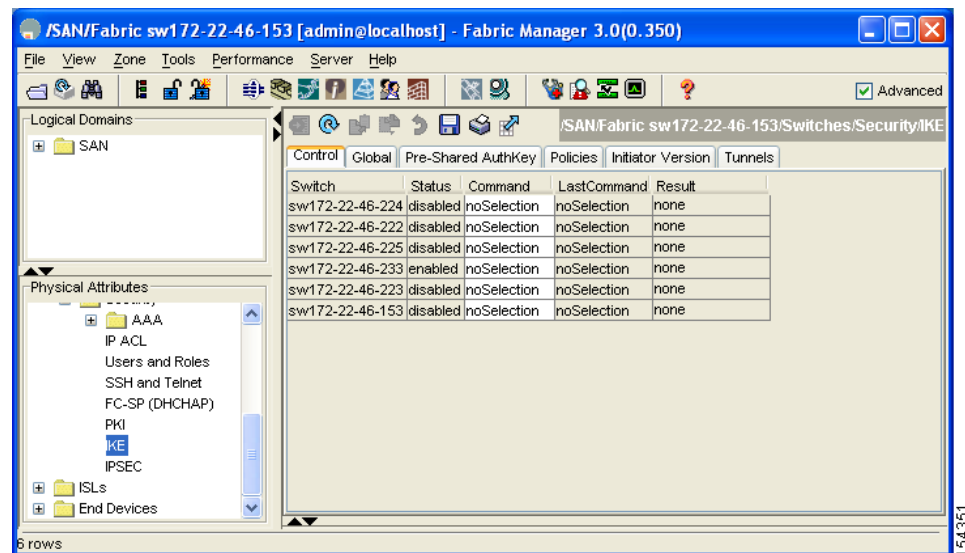 /SAN/Fabric sw172-22-46-153 [admin@localhost] - Fabric Manager 3.0(0.350)
File View Zone Tools Performance Server Help
Advanced
Logical Domains
SAN
/SAN/Fabric sw172-22-46-153/Switches/Security/IKE
Control Global Pre-Shared AuthKey Policies Initiator Version Tunnels
Switch Status Command LastCommand Result
sw172-22-46-224 disabled noSelection noSelection none
sw172-22-46-222 disabled noSelection noSelection none
sw172-22-46-225 disabled noSelection noSelection none
sw172-22-46-233 enabled noSelection noSelection none
sw172-22-46-223 disabled noSelection noSelection none
sw172-22-46-153 disabled noSelection noSelection none
Physical Attributes
AAA
IP ACL
Users and Roles
SSH and Telnet
FC-SP (DHCHAP)
PKI
IKE
IPSEC
ISLs
End Devices
6 rows